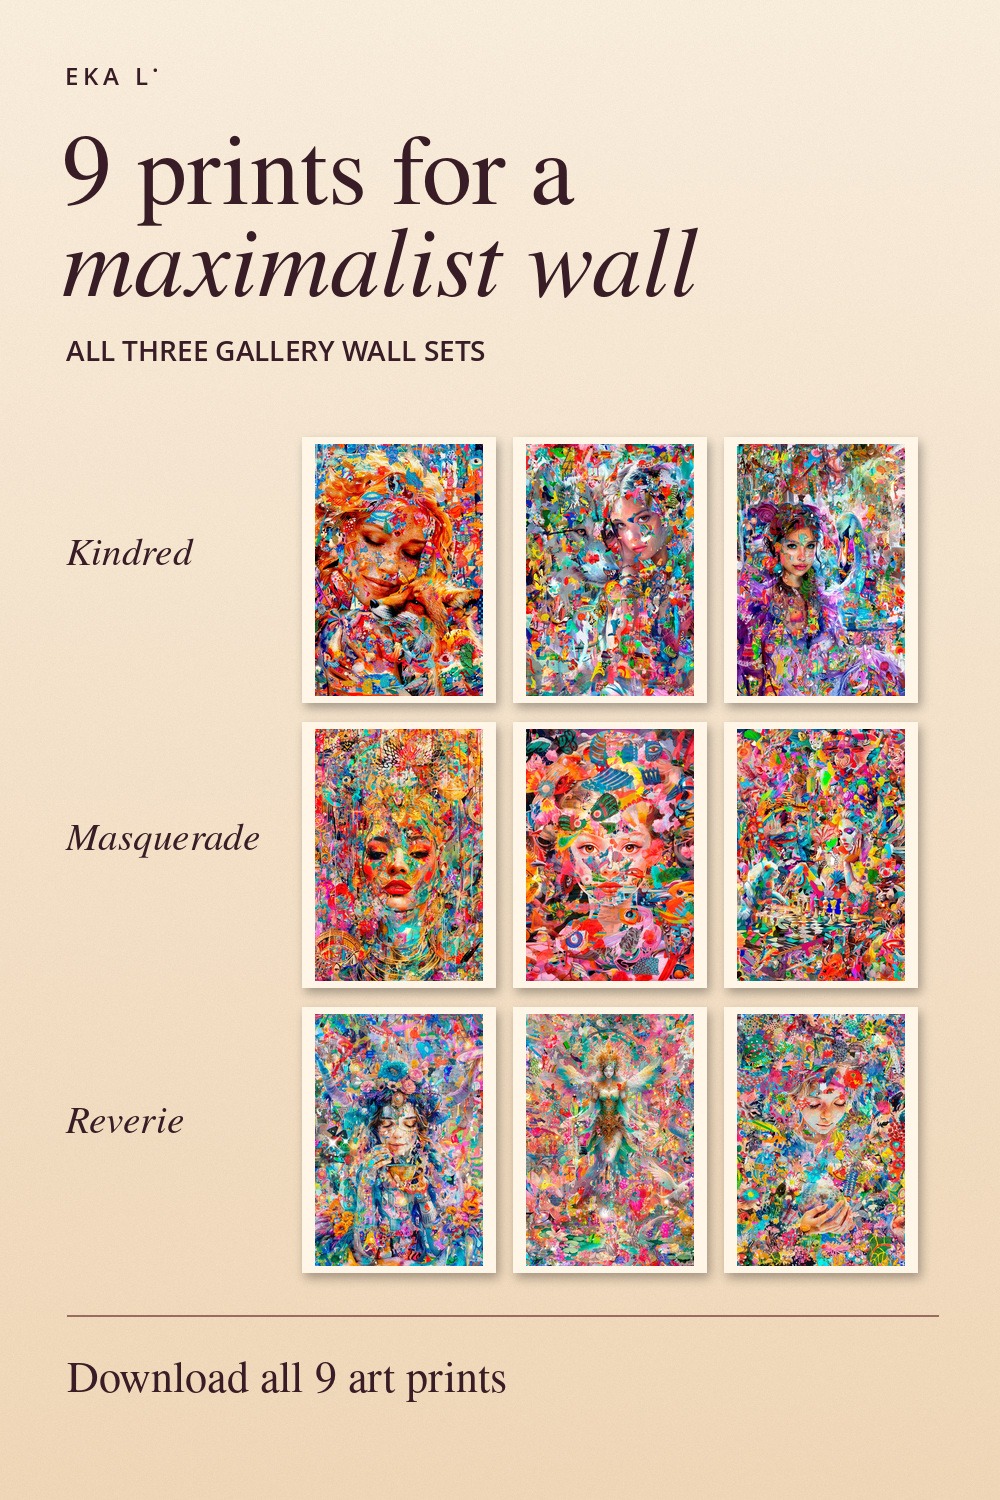 EKA L•
9 prints for a
maximalist wall
ALL THREE GALLERY WALL SETS
Kindred
Masquerade
Reverie
Download all 9 art prints